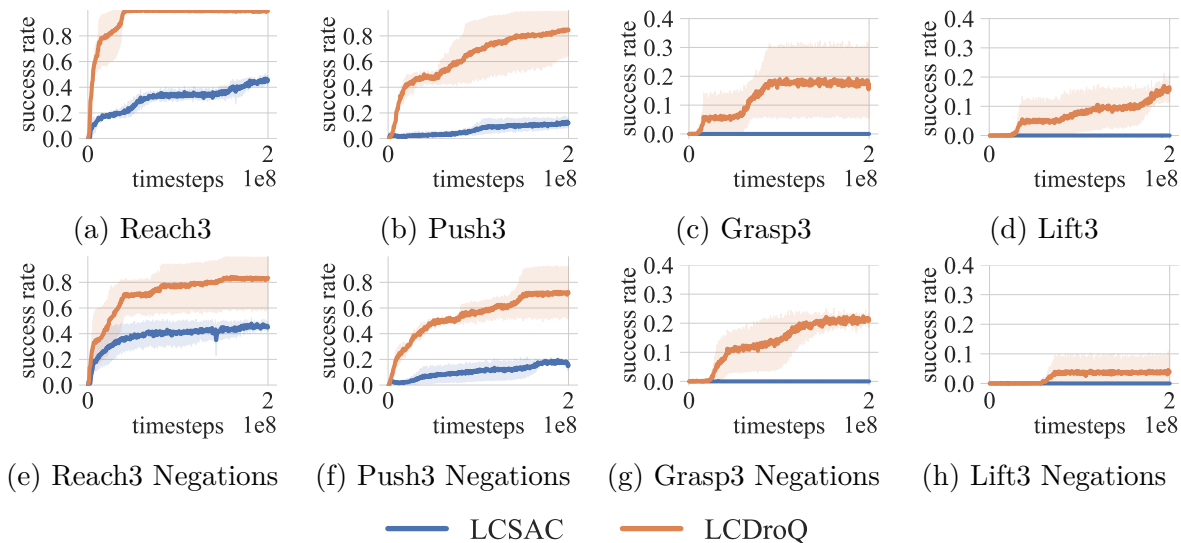 success rate
0.8
0.6
0.4
0.2
0.0
0
2
timesteps
1e8
(a) Reach3
success rate
0.8
0.6
0.4
0.2
0.0
0
2
timesteps
1e8
(b) Push3
success rate
0.4
0.3
0.2
0.1
0.0
0
2
timesteps
1e8
(c) Grasp3
success rate
0.4
0.3
0.2
0.1
0.0
0
2
timesteps
1e8
(d) Lift3
success rate
0.8
0.6
0.4
0.2
0.0
0
2
timesteps
1e8
(e) Reach3 Negations
success rate
0.8
0.6
0.4
0.2
0.0
0
2
timesteps
1e8
(f) Push3 Negations
success rate
0.4
0.3
0.2
0.1
0.0
0
2
timesteps
1e8
(g) Grasp3 Negations
success rate
0.4
0.3
0.2
0.1
0.0
0
2
timesteps
1e8
(h) Lift3 Negations
LCSAC
LCDroQ